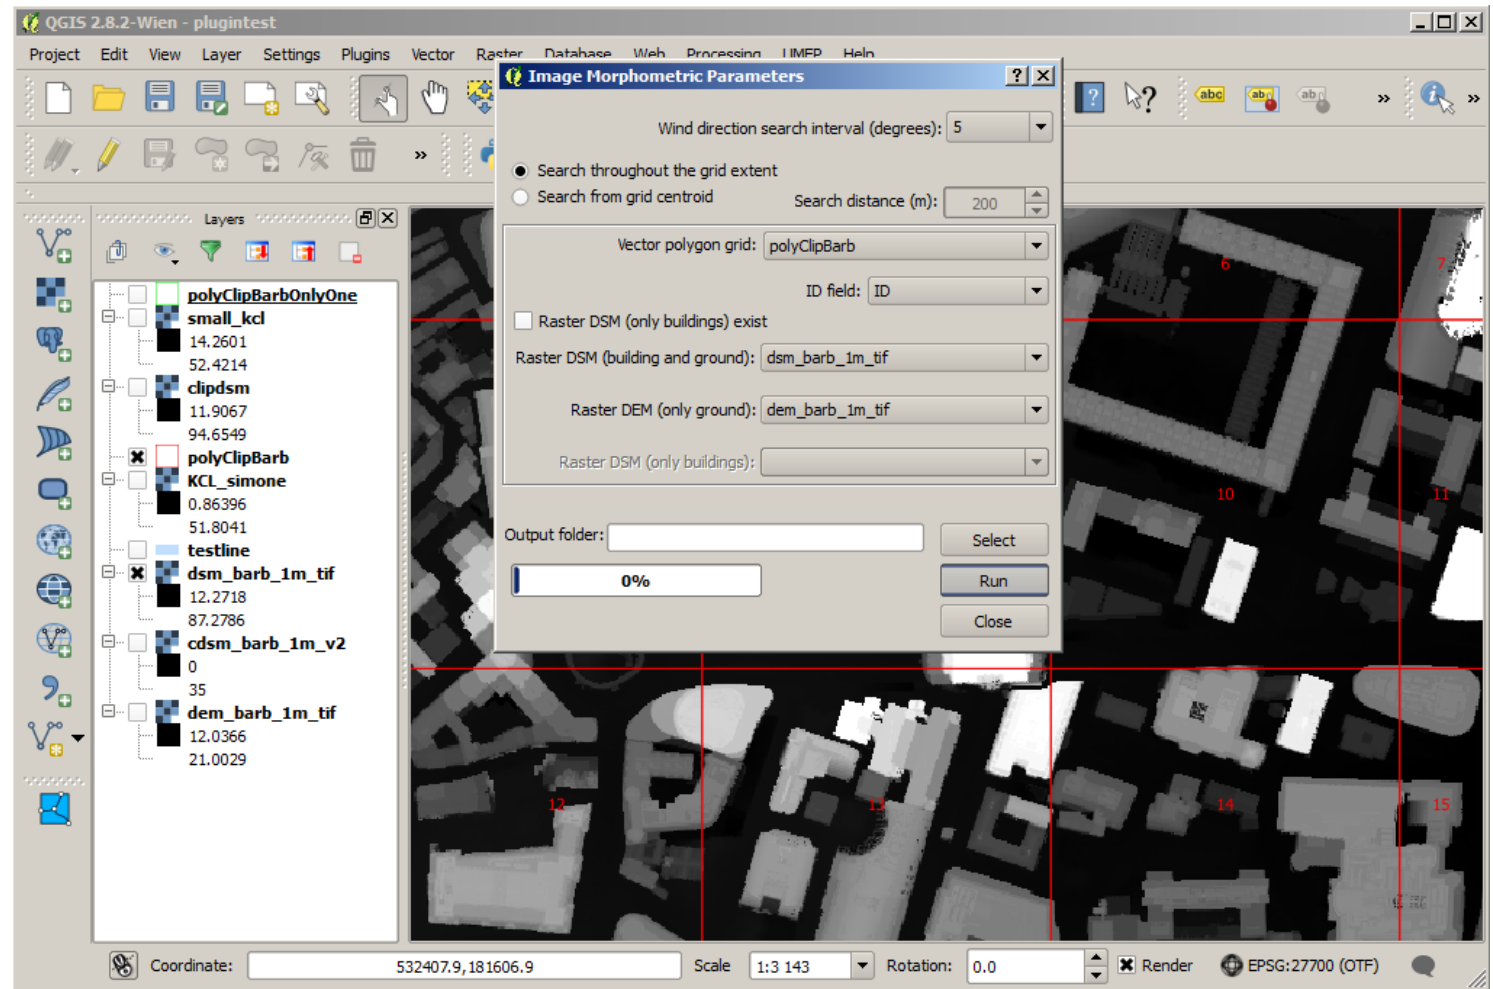 QGIS 2.8.2-Wien - plugintest
Project Edit View Layer Settings Plugins Vector Raster Database Web Processing UMEP Help
Image Morphometric Parameters
?
abc
ab
abc
»
»
Wind direction search interval (degrees): 5
»
Search throughout the grid extent
Search from grid centroid Search distance (m): 200
Layers
Vector polygon grid: polyClipBarb
ID field: ID
Raster DSM (only buildings) exist
Raster DSM (building and ground): dsm_barb_1m_tif
Raster DEM (only ground): dem_barb_1m_tif
Raster DSM (only buildings):
Output folder: Select
0% Run
Close
polyClipBarbOnlyOne
small_kcl
14.2601
52.4214
clipdsm
11.9067
94.6549
polyClipBarb
KCL_simone
0.86396
51.8041
testline
dsm_barb_1m_tif
12.2718
87.2786
cdsm_barb_1m_v2
0
35
dem_barb_1m_tif
12.0366
21.0029
6 7
10 11
12 13 14 15
Coordinate: 532407.9,181606.9 Scale 1:3 143 Rotation: 0.0 Render EPSG:27700 (OTF)